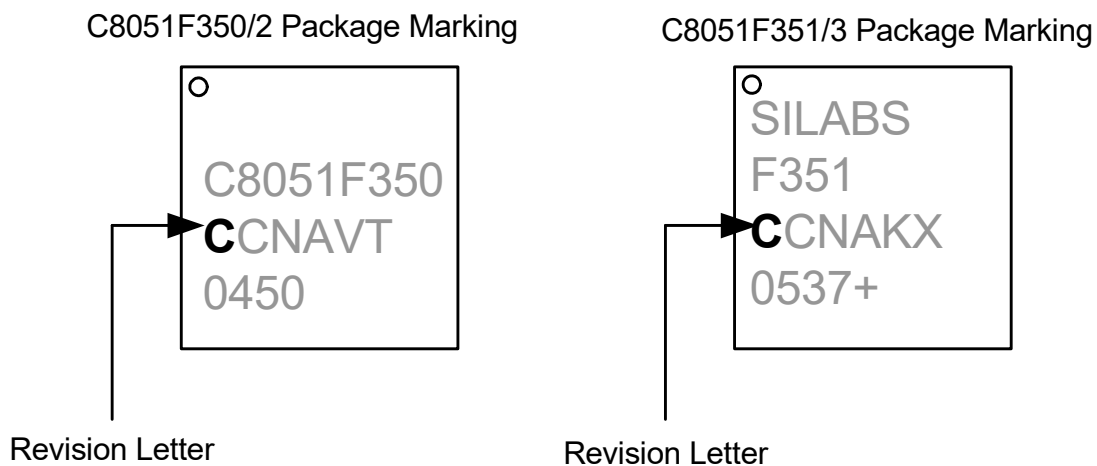 C8051F350/2 Package Marking
C8051F350
CCNAVT
0450
Revision Letter
C8051F351/3 Package Marking
SILABS
F351
CCNAKX
0537+
Revision Letter